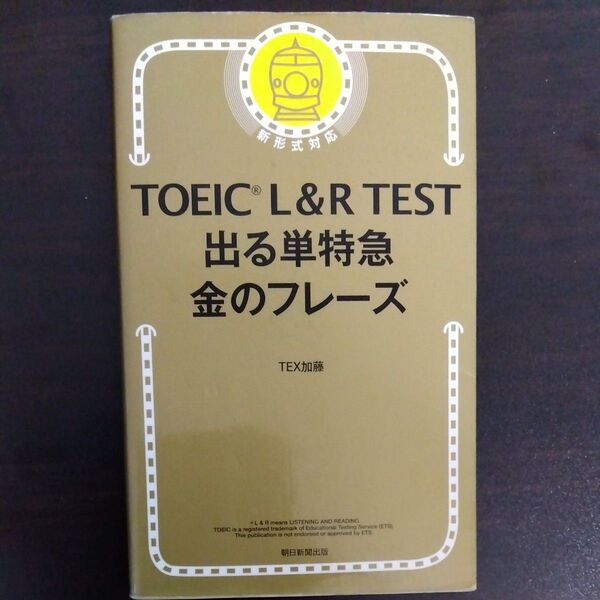 新形式対応
TOEIC® L&R TEST
出る単特急
金のフレーズ
TEX加藤
*L & R means LISTENING AND READING.
TOEIC is a registered trademark of Educational Testing Service (ETS).
This publication is not endorsed or approved by ETS.
朝日新聞出版